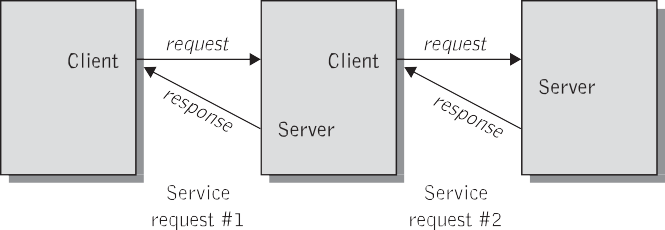 request
Client
response
Server
Service
request #1
Client
request
response
Server
Service
request #2